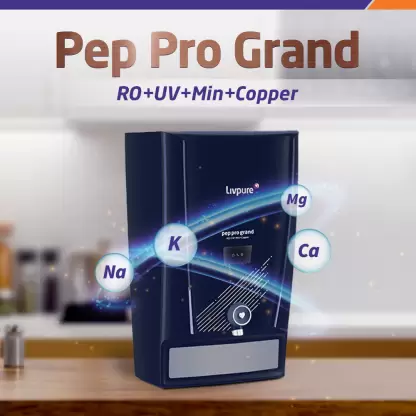 Pep Pro Grand
RO+UV+Min+Copper
Livpure
pep pro grand
Mg
K
Ca
Na